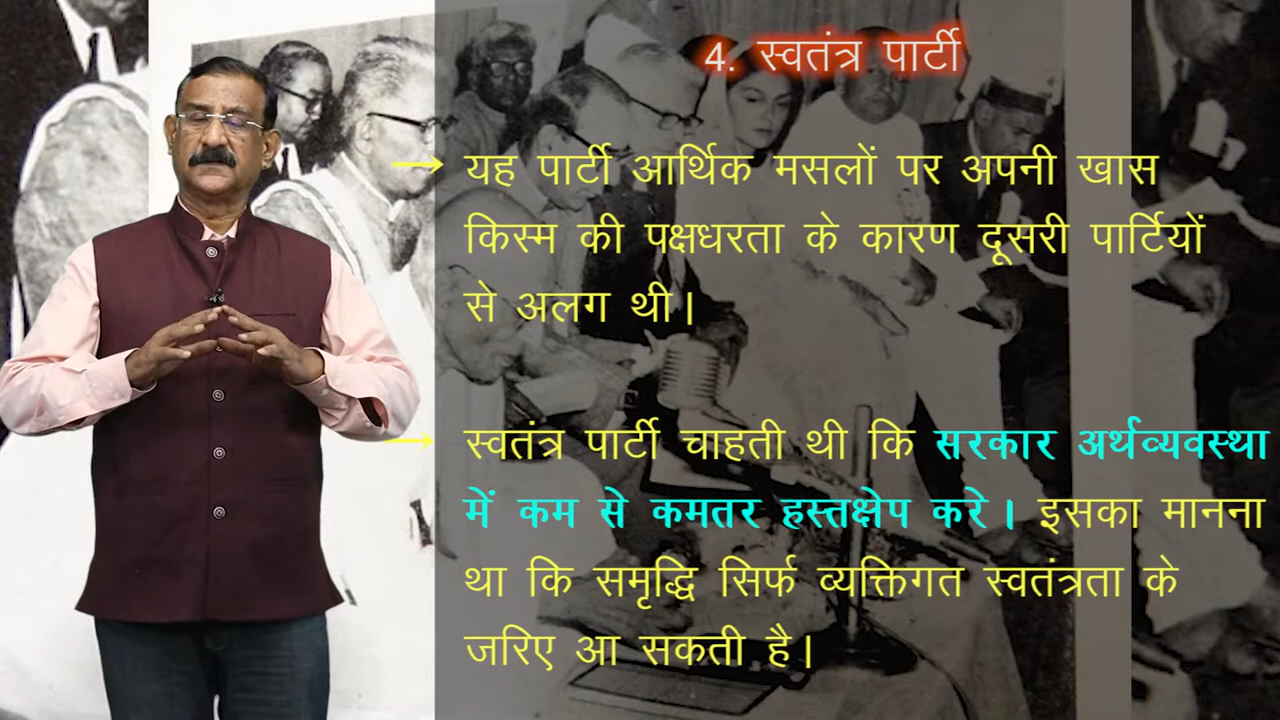 4. स्वतंत्र पार्टी
→ यह पार्टी आर्थिक मसलों पर अपनी खास
किस्म की पक्षधरता के कारण दूसरी पार्टियों
से अलग थी।
→ स्वतंत्र पार्टी चाहती थी कि सरकार अर्थव्यवस्था
में कम से कमतर हस्तक्षेप करे। इसका मानना
था कि समृद्धि सिर्फ व्यक्तिगत स्वतंत्रता के
जरिए आ सकती है।